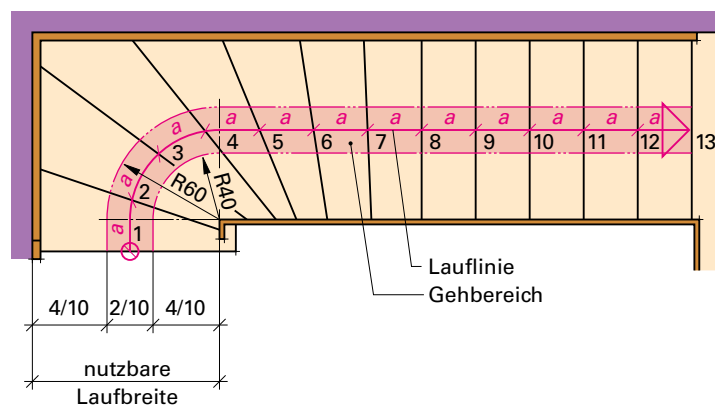 a a a a a a a a a
4 5 6 7 8 9 10 11 12 13
a 3
a 2
R60 R40
a 1
Lauflinie
Gehbereich
4/10 2/10 4/10
nutzbare
Laufbreite